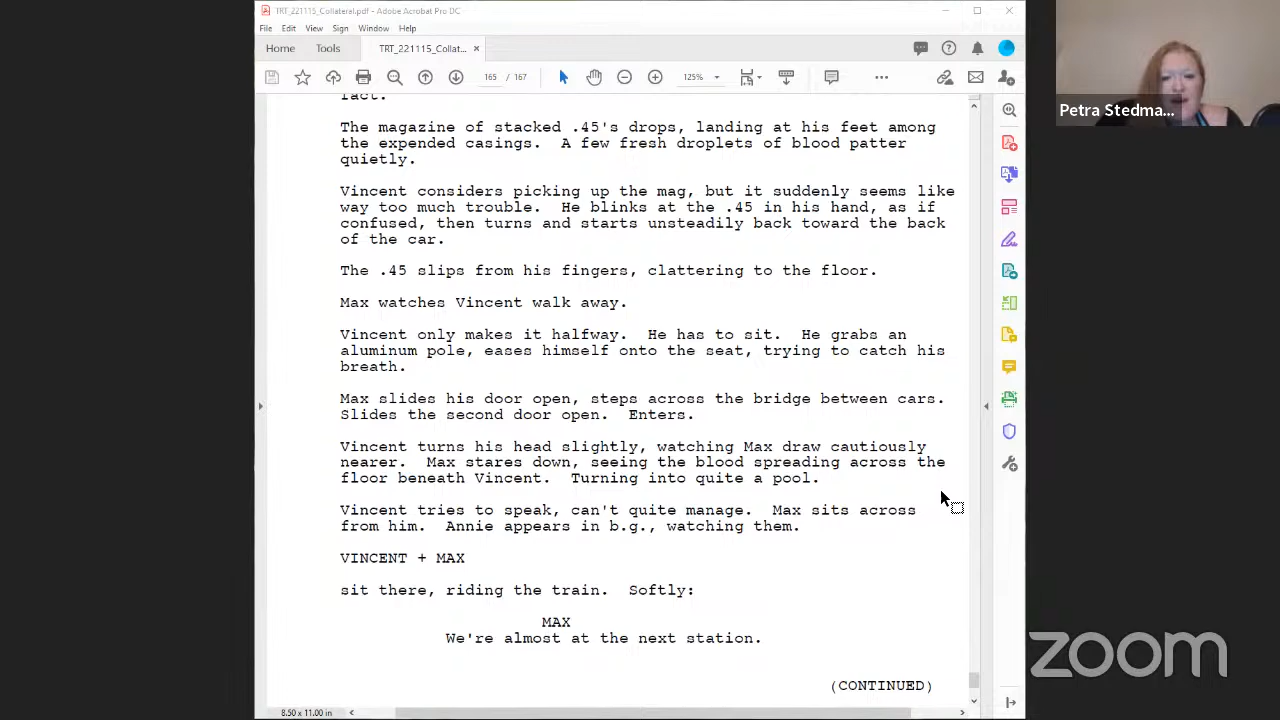 TRT_221115_Collateral.pdf - Adobe Acrobat Pro DC
File Edit View Sign Window Help
Home Tools TRT_221115_Collat... ×
165 / 167 125%
fact.
The magazine of stacked .45's drops, landing at his feet among
the expended casings. A few fresh droplets of blood patter
quietly.
Vincent considers picking up the mag, but it suddenly seems like
way too much trouble. He blinks at the .45 in his hand, as if
confused, then turns and starts unsteadily back toward the back
of the car.
The .45 slips from his fingers, clattering to the floor.
Max watches Vincent walk away.
Vincent only makes it halfway. He has to sit. He grabs an
aluminum pole, eases himself onto the seat, trying to catch his
breath.
Max slides his door open, steps across the bridge between cars.
Slides the second door open. Enters.
Vincent turns his head slightly, watching Max draw cautiously
nearer. Max stares down, seeing the blood spreading across the
floor beneath Vincent. Turning into quite a pool.
Vincent tries to speak, can't quite manage. Max sits across
from him. Annie appears in b.g., watching them.
VINCENT + MAX
sit there, riding the train. Softly:
MAX
We're almost at the next station.
(CONTINUED)
8.50 x 11.00 in
Petra Stedma...
zoom